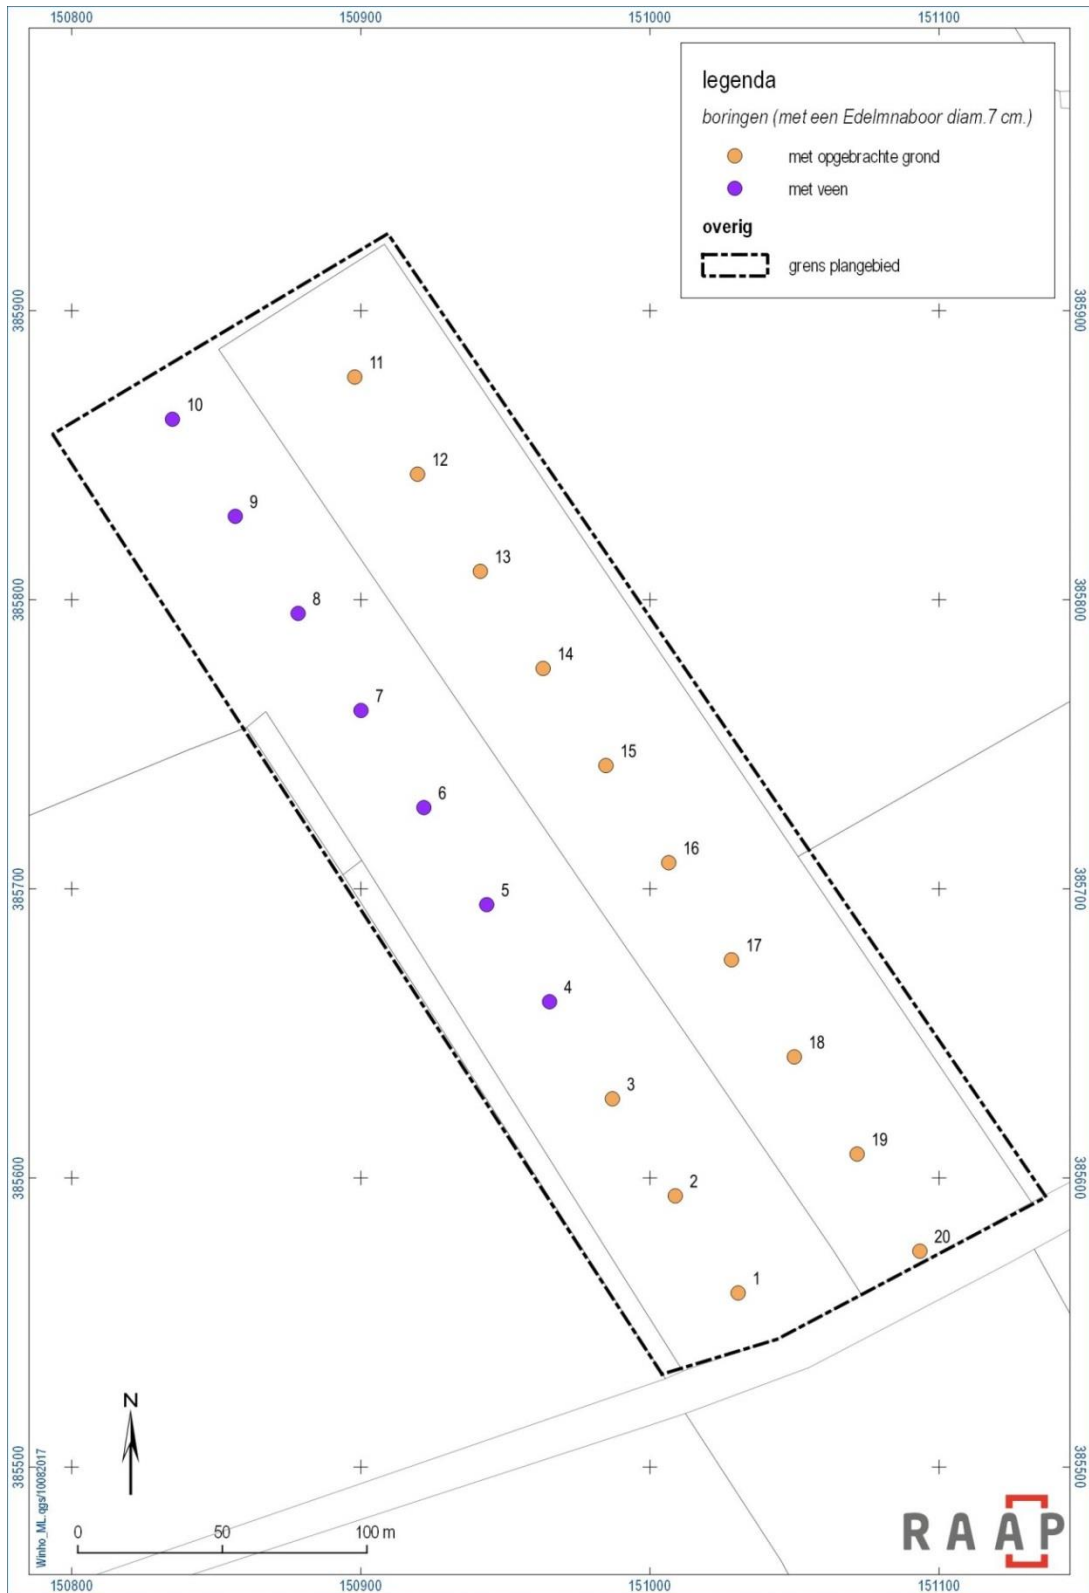 150800 150900 151000 151100
legenda
boringen (met een Edelmnaboor diam.7 cm.)
met opgebrachte grond
met veen
overig
grens plangebied
385900 385900
11
10
12
9
13
8
385800 385800
14
7
15
6
16
5
385700 385700
17
4
18
3
19
2
385600 385600
20
1
N
385500 385500
Winho_ML.qgs/10082017
0 50 100 m
RAAP
150800 150900 151000 151100